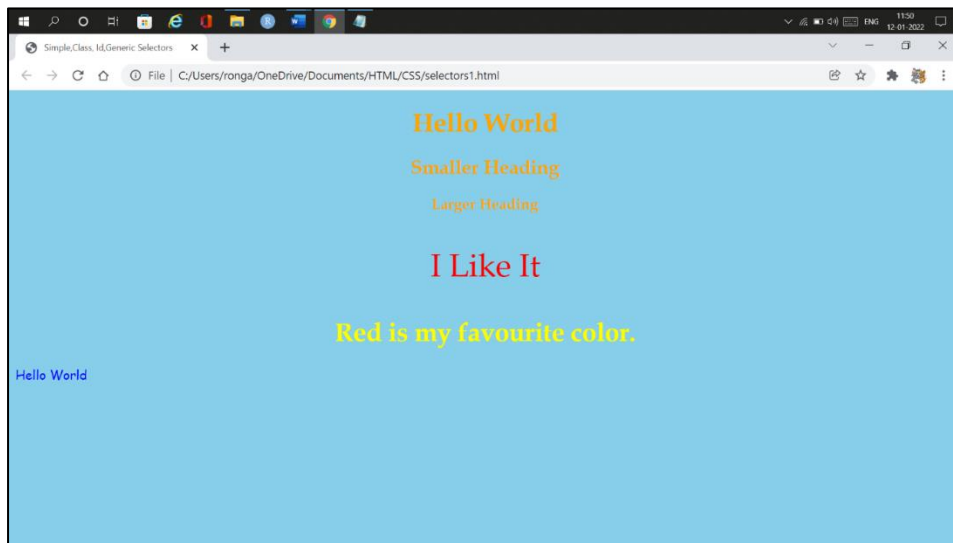 ENG
11:50
12-01-2022
Simple,Class, Id,Generic Selectors
File | C:/Users/ronga/OneDrive/Documents/HTML/CSS/selectors1.html
Hello World
Smaller Heading
Larger Heading
I Like It
Red is my favourite color.
Hello World